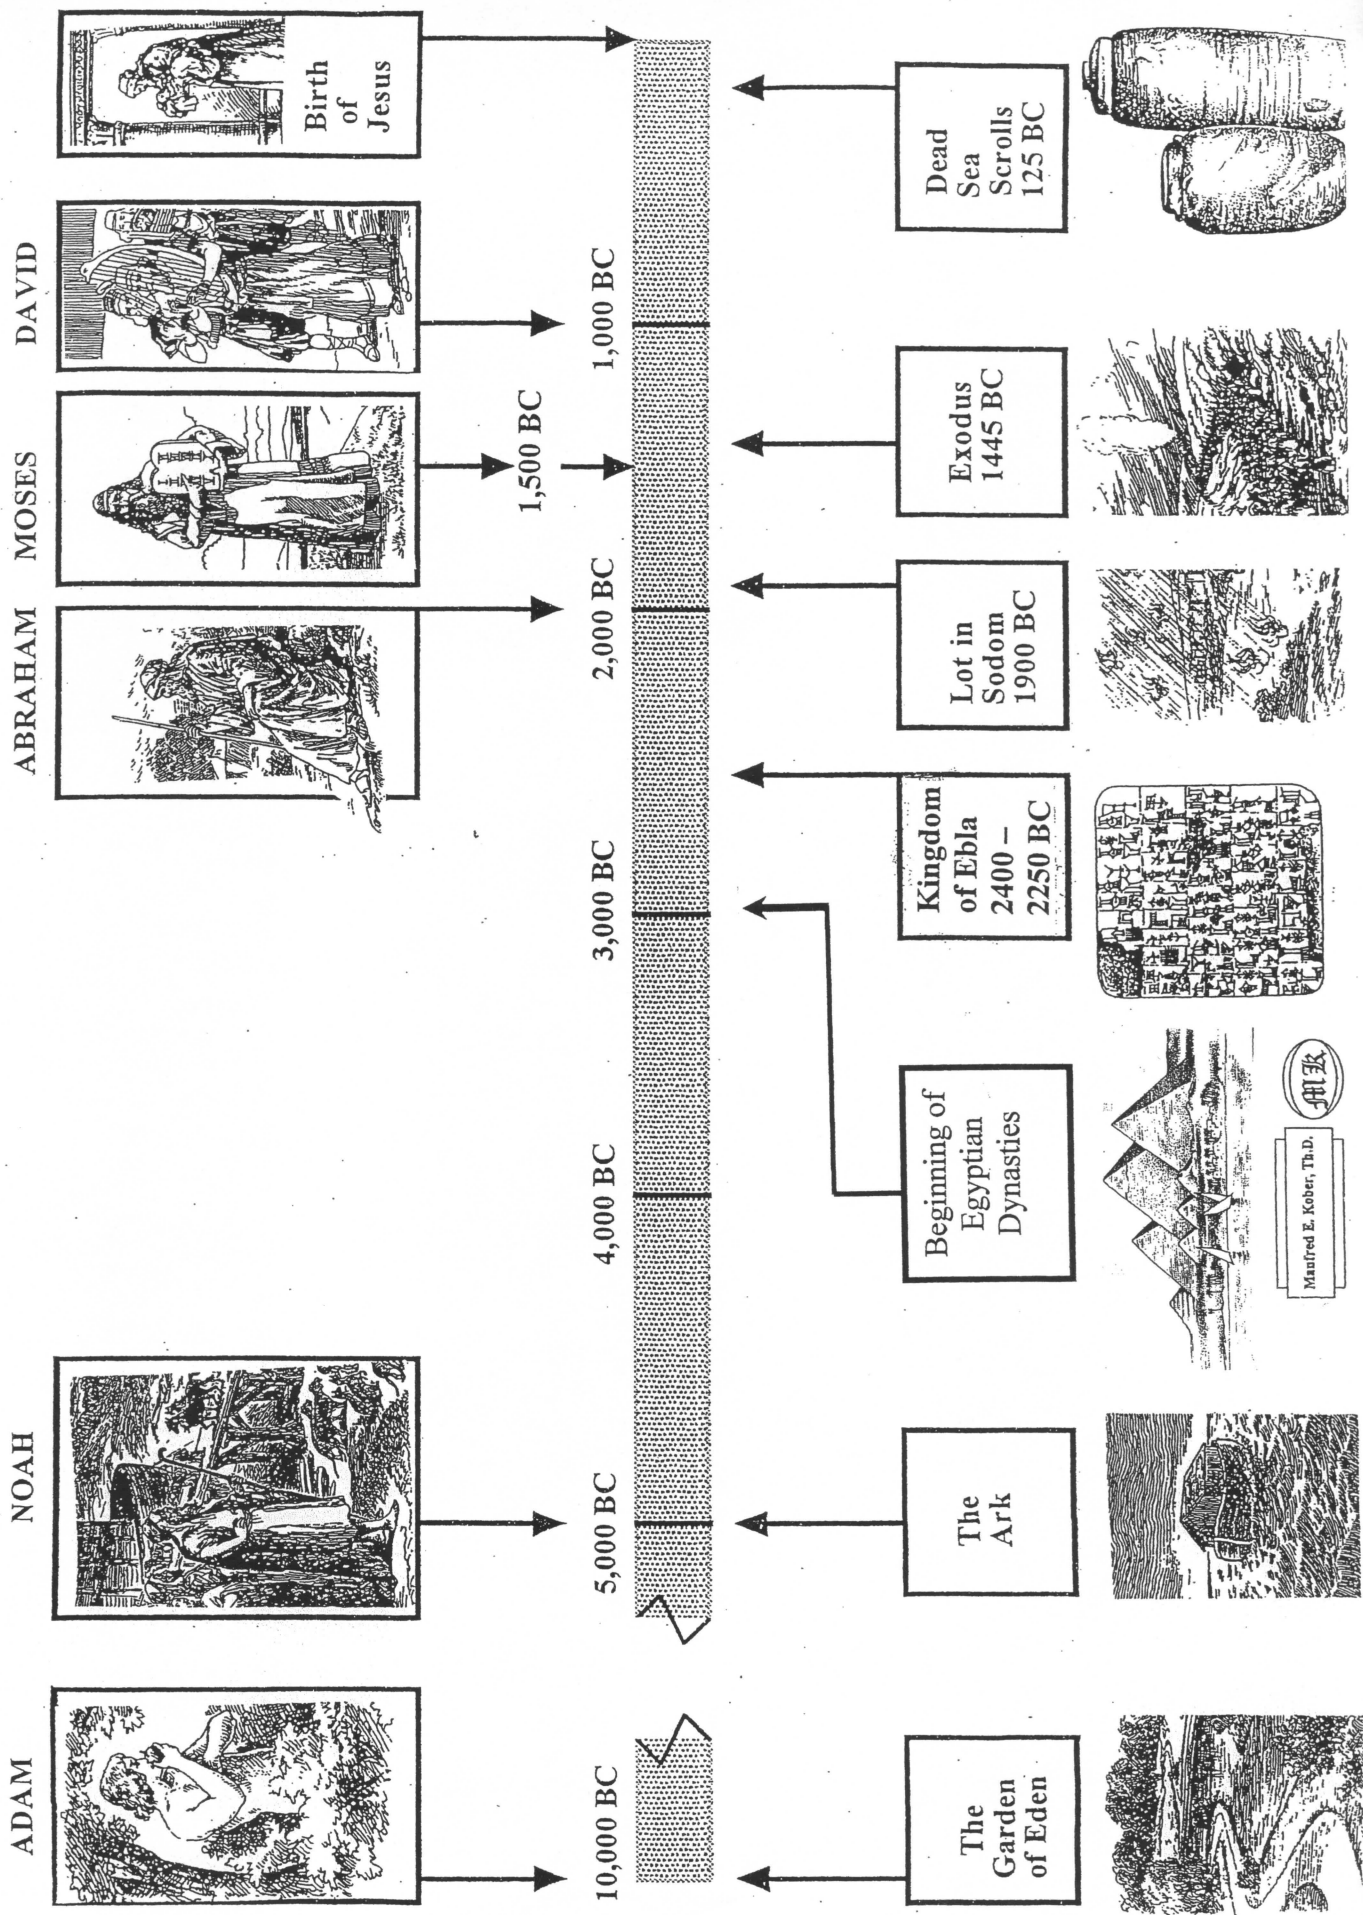 ADAM
NOAH
ABRAHAM
MOSES
DAVID
Birth
of
Jesus
10,000 BC
5,000 BC
4,000 BC
3,000 BC
2,000 BC
1,500 BC
1,000 BC
The
Garden
of Eden
The
Ark
Beginning of
Egyptian
Dynasties
Kingdom
of Ebla
2400 –
2250 BC
Lot in
Sodom
1900 BC
Exodus
1445 BC
Dead
Sea
Scrolls
125 BC
Manfred E. Kober, Th.D.
MK